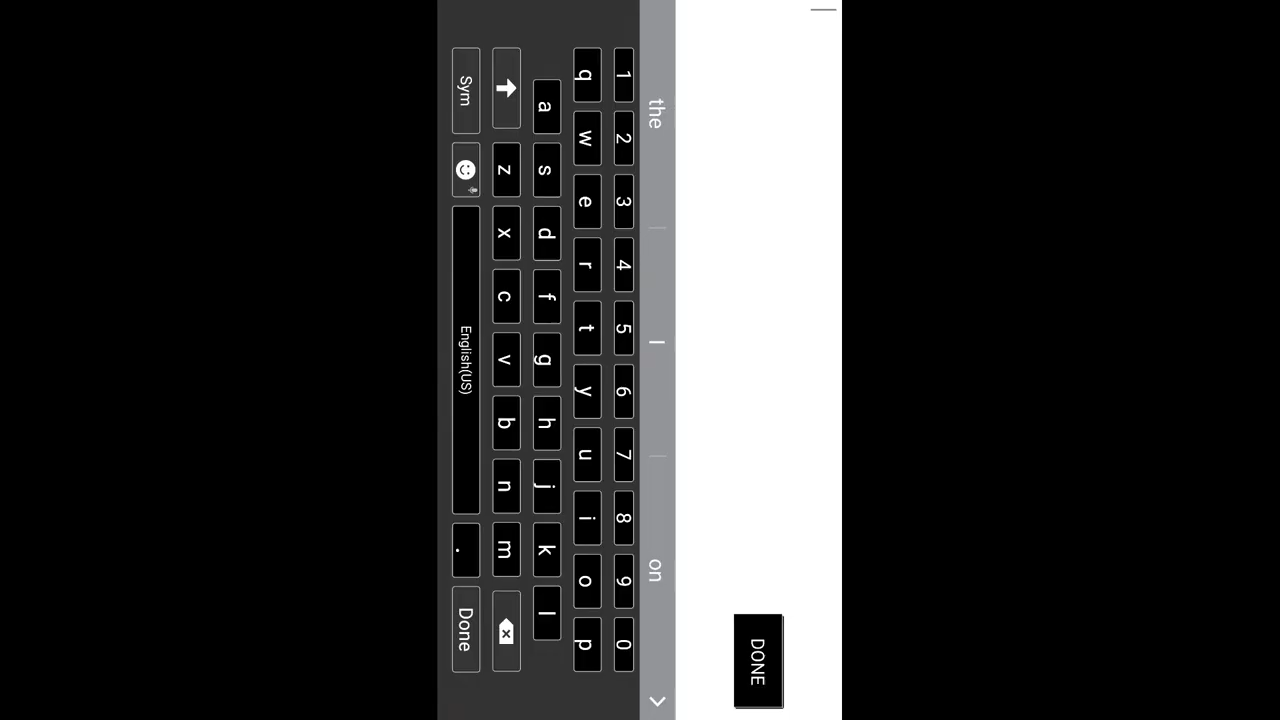 DONE
the I on
1 2 3 4 5 6 7 8 9 0
q w e r t y u i o p
a s d f g h j k l
z x c v b n m
Sym English(US) . Done